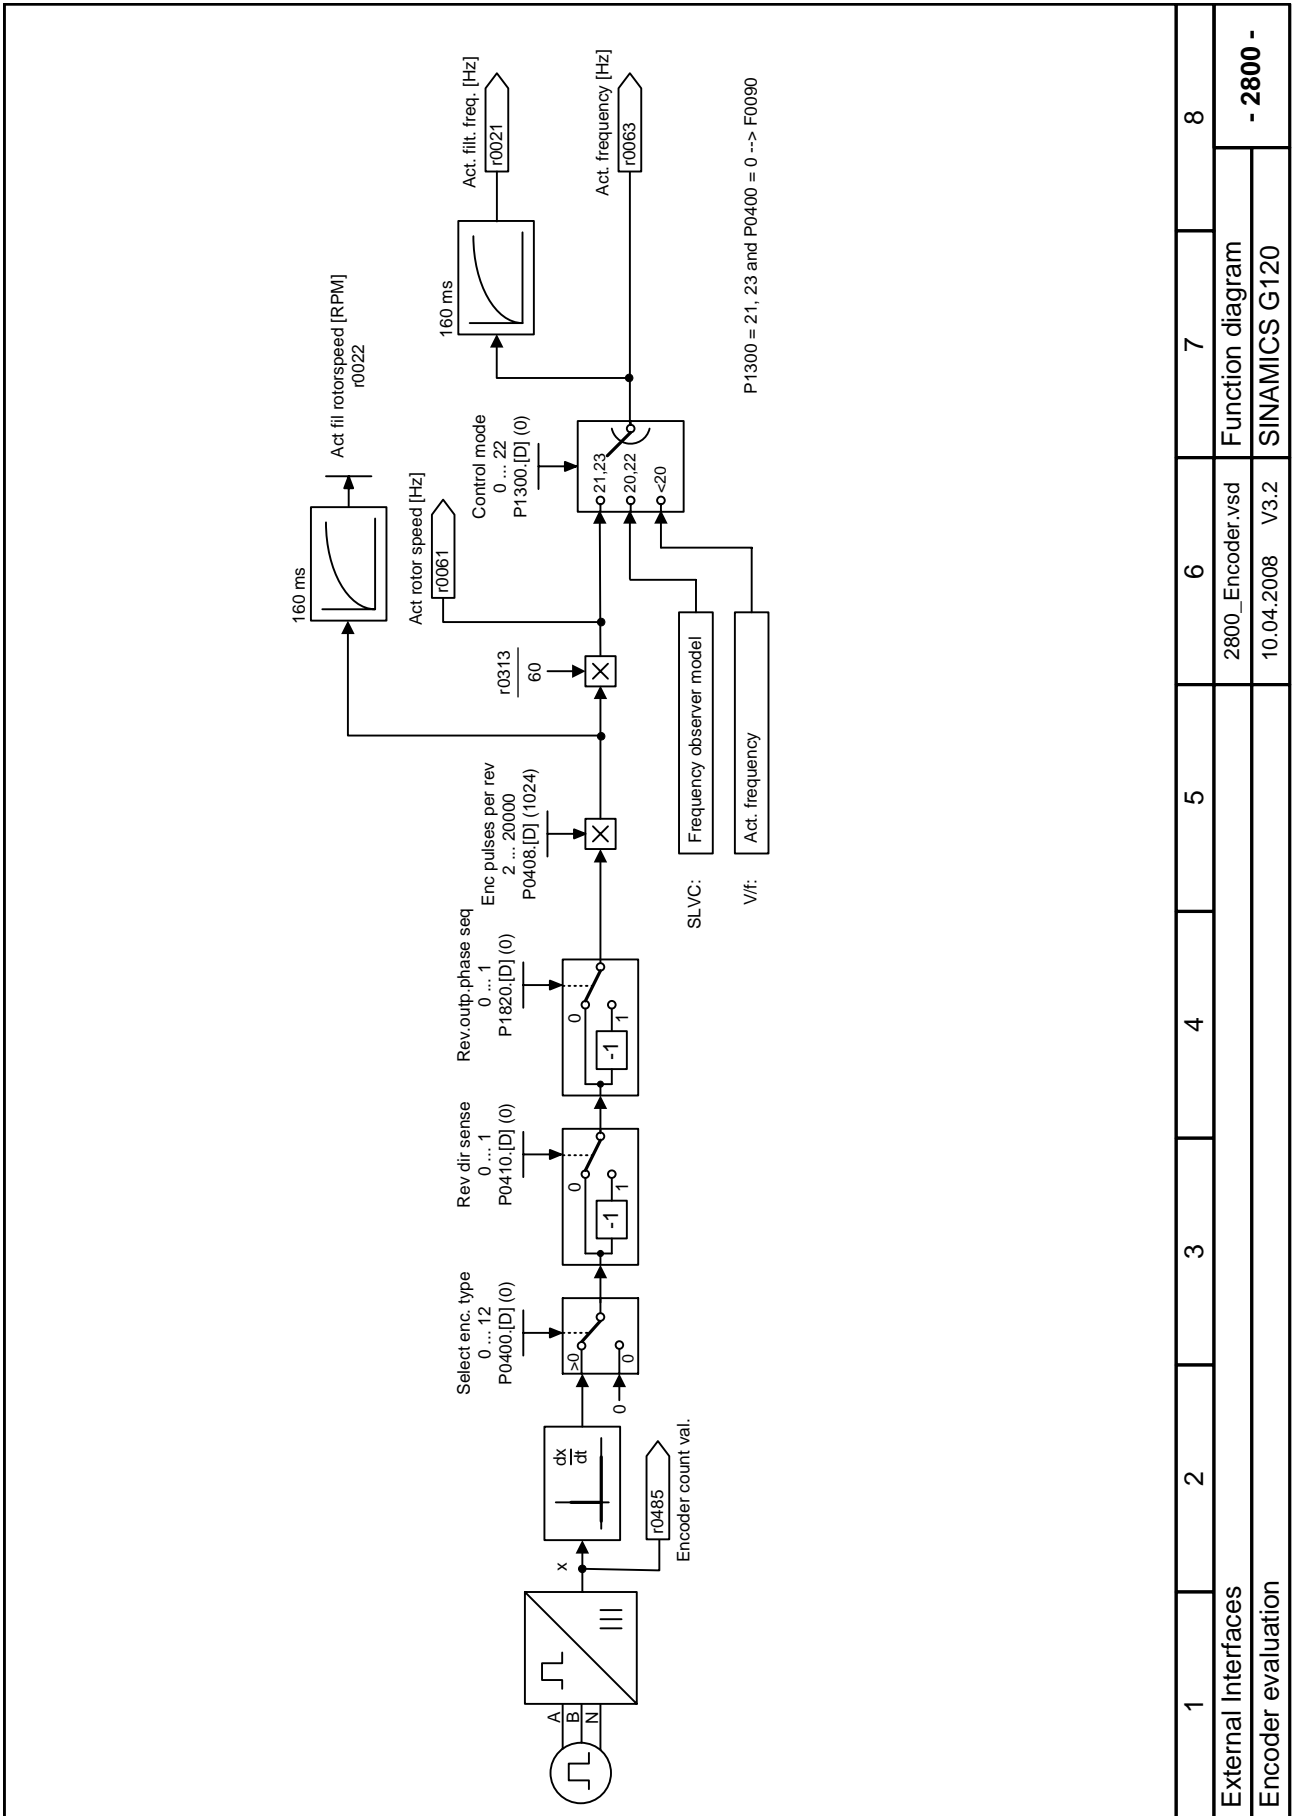 160 ms
Act fil rotorspeed [RPM]
r0022
Act. filt. freq. [Hz]
r0021
160 ms
Act rotor speed [Hz]
r0061
Control mode
0 ... 22
P1300.[D] (0)
Act. frequency [Hz]
r0063
Select enc. type
0 ... 12
P0400.[D] (0)
Rev dir sense
0 ... 1
P0410.[D] (0)
Rev.outp.phase seq
0 ... 1
P1820.[D] (0)
Enc pulses per rev
2 ... 20000
P0408.[D] (1024)
r0313
60
A
B
N
x
dx
dt
>0
0
0
0
-1
1
0
-1
1
21,23
20,22
<20
r0485
Encoder count val.
SLVC:
Frequency observer model
V/f:
Act. frequency
P1300 = 21, 23 and P0400 = 0 --> F0090
1
2
3
4
5
6
7
8
External Interfaces
2800_Encoder.vsd
Function diagram
- 2800 -
Encoder evaluation
10.04.2008
V3.2
SINAMICS G120